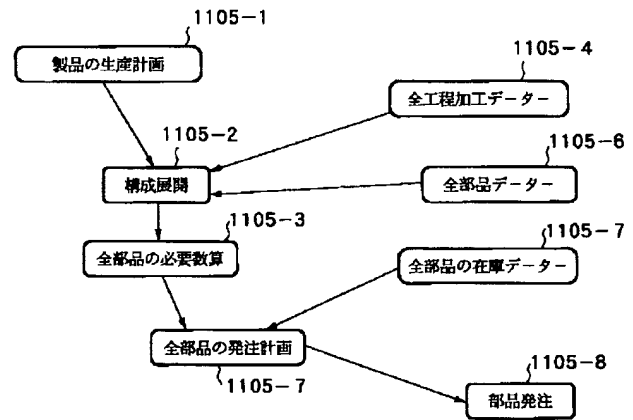 1105-1
製品の生産計画
1105-4
全工程加工データー
1105-2
構成展開
1105-6
全部品データー
1105-3
全部品の必要数算
1105-7
全部品の在庫データー
全部品の発注計画
1105-7
1105-8
部品発注